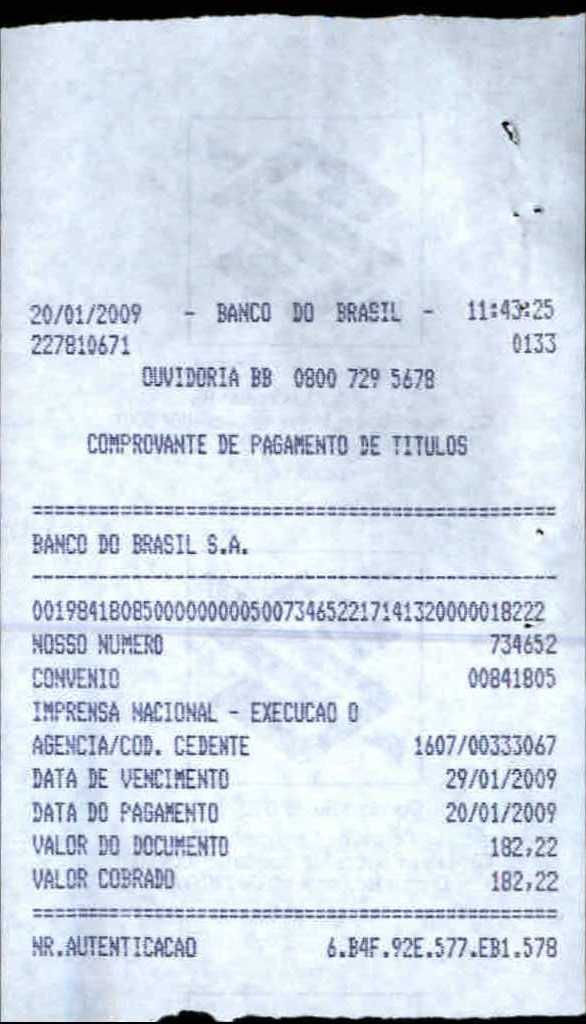 20/01/2009 - BANCO DO BRASIL - 11:43:25
227810671 0133
OUVIDORIA BB 0800 729 5678
COMPROVANTE DE PAGAMENTO DE TITULOS
================================================
BANCO DO BRASIL S.A.
------------------------------------------------
00198418085000000000500734652217141320000018222
NOSSO NUMERO 734652
CONVENIO 00841805
IMPRENSA NACIONAL - EXECUCAO O
AGENCIA/COD. CEDENTE 1607/00333067
DATA DE VENCIMENTO 29/01/2009
DATA DO PAGAMENTO 20/01/2009
VALOR DO DOCUMENTO 182,22
VALOR COBRADO 182,22
================================================
NR.AUTENTICACAO 6.B4F.92E.577.EB1.578